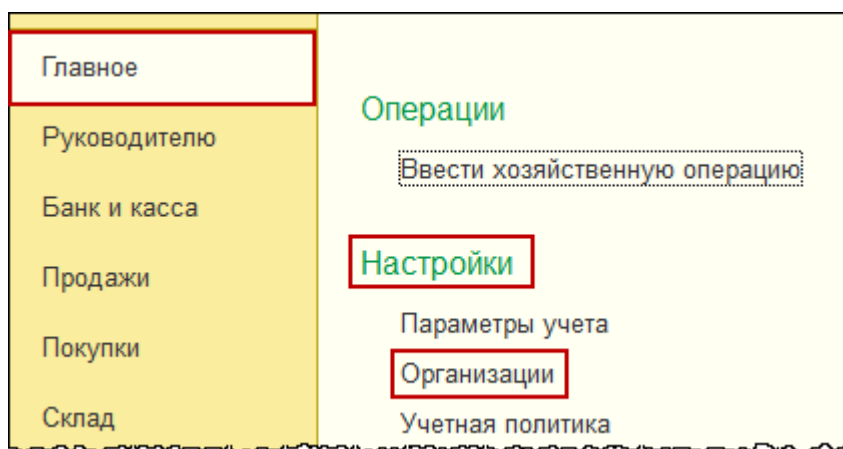 Главное
Руководителю
Банк и касса
Продажи
Покупки
Склад
Операции
Ввести хозяйственную операцию
Настройки
Параметры учета
Организации
Учетная политика